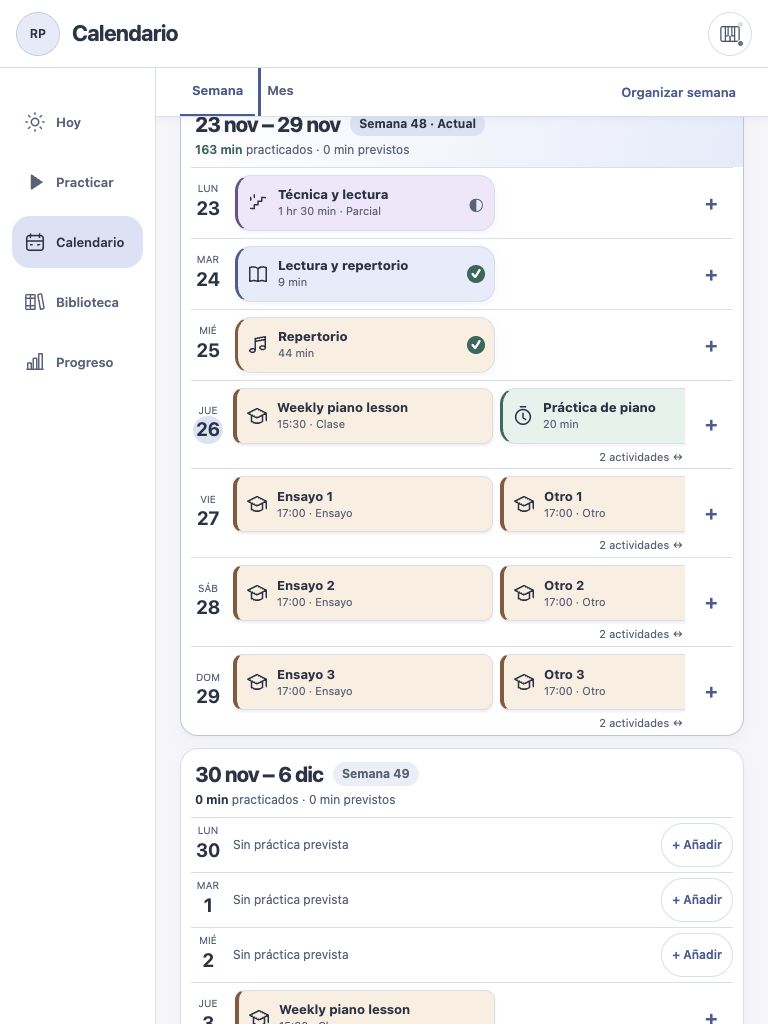 RP
Calendario
Semana
Mes
Organizar semana
Hoy
Practicar
Calendario
Biblioteca
Progreso
23 nov – 29 nov
Semana 48 · Actual
163 min practicados · 0 min previstos
LUN
23
Técnica y lectura
1 hr 30 min · Parcial
+
MAR
24
Lectura y repertorio
9 min
+
MIÉ
25
Repertorio
44 min
+
JUE
26
Weekly piano lesson
15:30 · Clase
Práctica de piano
20 min
+
2 actividades ↔
VIE
27
Ensayo 1
17:00 · Ensayo
Otro 1
17:00 · Otro
+
2 actividades ↔
SÁB
28
Ensayo 2
17:00 · Ensayo
Otro 2
17:00 · Otro
+
2 actividades ↔
DOM
29
Ensayo 3
17:00 · Ensayo
Otro 3
17:00 · Otro
+
2 actividades ↔
30 nov – 6 dic
Semana 49
0 min practicados · 0 min previstos
LUN
30
Sin práctica prevista
+ Añadir
MAR
1
Sin práctica prevista
+ Añadir
MIÉ
2
Sin práctica prevista
+ Añadir
JUE
3
Weekly piano lesson
+